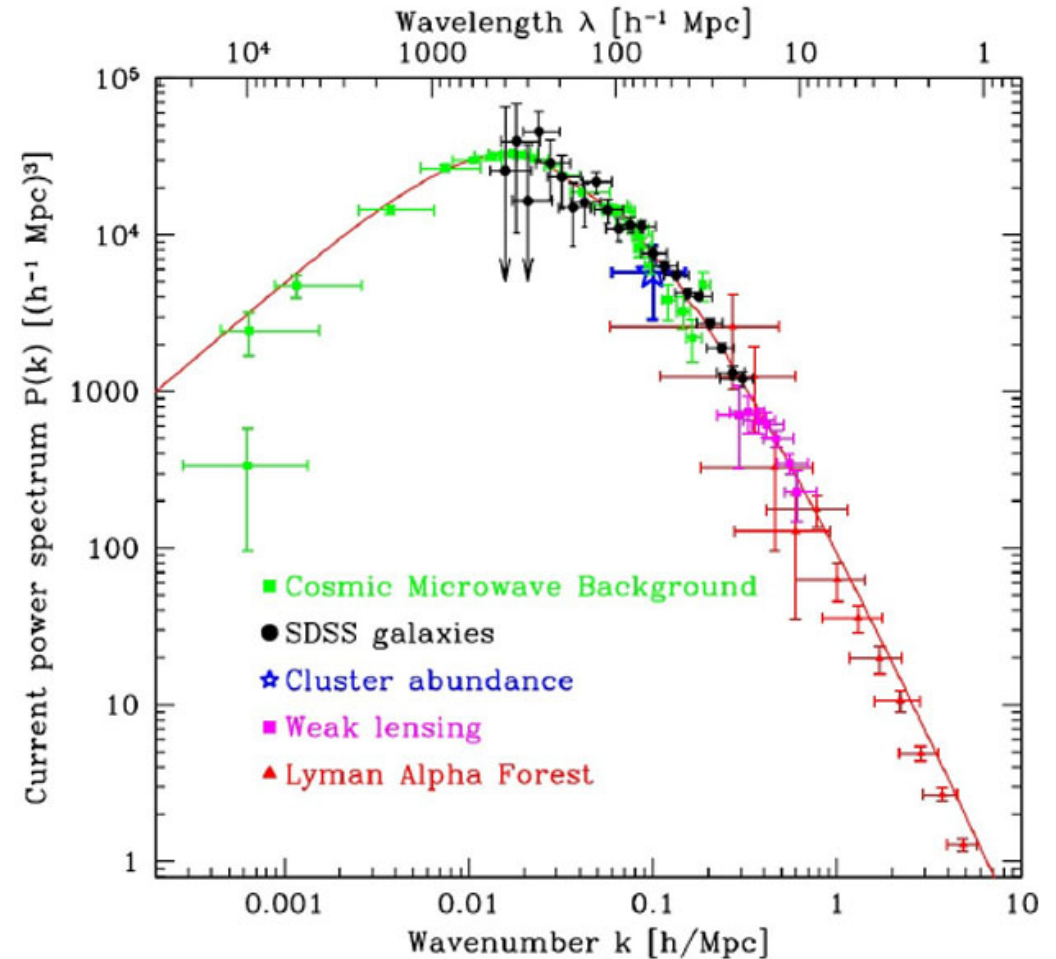 Wavelength λ [h⁻¹ Mpc]
10⁴ 1000 100 10 1
Current power spectrum P(k) [(h⁻¹ Mpc)³]
10⁵
10⁴
1000
100
10
1
Cosmic Microwave Background
SDSS galaxies
Cluster abundance
Weak lensing
Lyman Alpha Forest
0.001 0.01 0.1 1 10
Wavenumber k [h/Mpc]